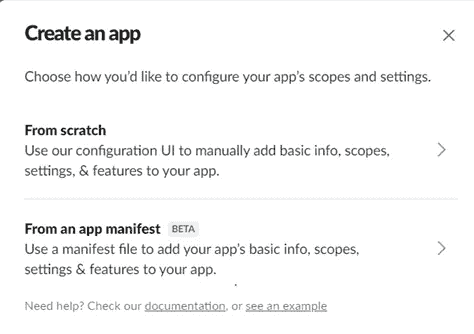 Create an app
Choose how you'd like to configure your app's scopes and settings.
From scratch
Use our configuration UI to manually add basic info, scopes,
settings, & features to your app.
From an app manifest BETA
Use a manifest file to add your app's basic info, scopes,
settings & features to your app.
Need help? Check our documentation, or see an example